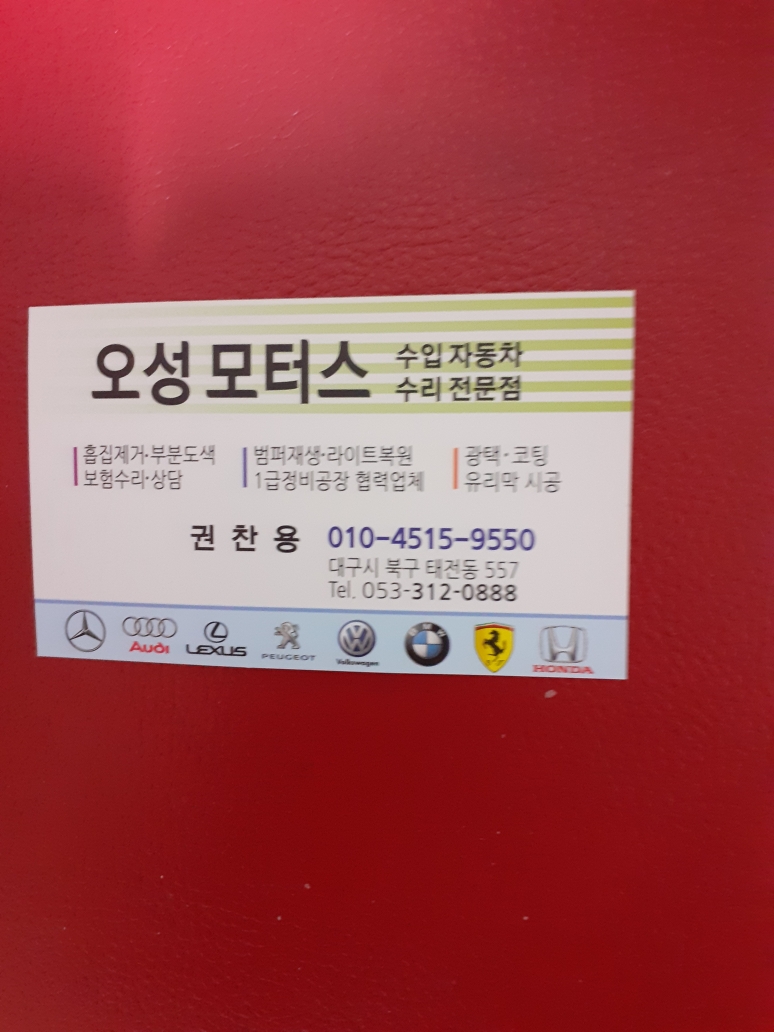 오성모터스
수입 자동차
수리 전문점
흠집제거·부분도색
보험수리·상담
범퍼재생·라이트복원
1급정비공장 협력업체
광택·코팅
유리막 시공
권찬용 010-4515-9550
대구시 북구 태전동 557
Tel. 053-312-0888
Audi
LEXUS
PEUGEOT
Volkswagen
BMW
HONDA